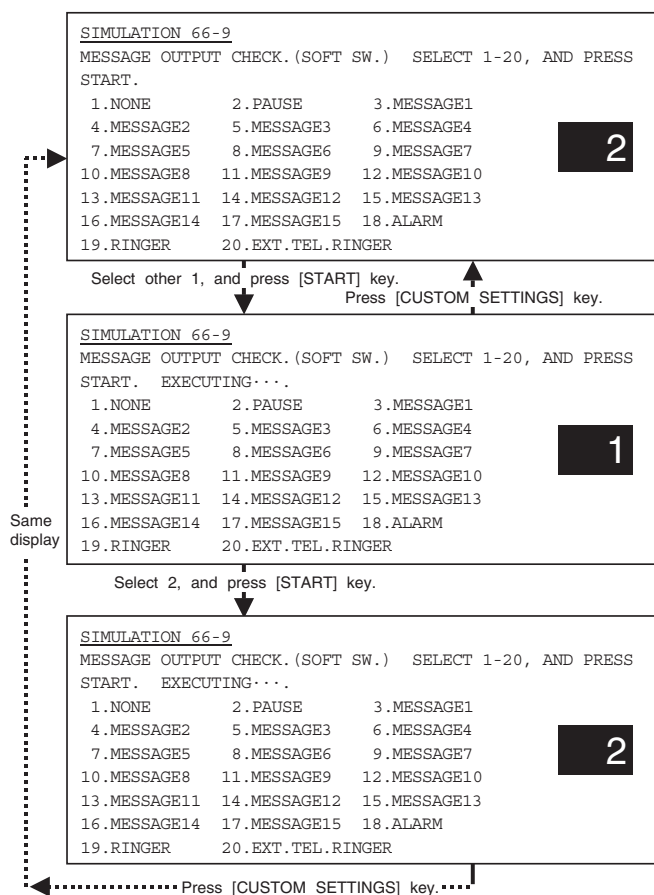 SIMULATION 66-9
MESSAGE OUTPUT CHECK.(SOFT SW.) SELECT 1-20, AND PRESS
START.
1.NONE 2.PAUSE 3.MESSAGE1
4.MESSAGE2 5.MESSAGE3 6.MESSAGE4
7.MESSAGE5 8.MESSAGE6 9.MESSAGE7
2
10.MESSAGE8 11.MESSAGE9 12.MESSAGE10
13.MESSAGE11 14.MESSAGE12 15.MESSAGE13
16.MESSAGE14 17.MESSAGE15 18.ALARM
19.RINGER 20.EXT.TEL.RINGER
Select other 1, and press [START] key.
Press [CUSTOM SETTINGS] key.
SIMULATION 66-9
MESSAGE OUTPUT CHECK.(SOFT SW.) SELECT 1-20, AND PRESS
START. EXECUTING···.
1.NONE 2.PAUSE 3.MESSAGE1
4.MESSAGE2 5.MESSAGE3 6.MESSAGE4
7.MESSAGE5 8.MESSAGE6 9.MESSAGE7
1
10.MESSAGE8 11.MESSAGE9 12.MESSAGE10
13.MESSAGE11 14.MESSAGE12 15.MESSAGE13
16.MESSAGE14 17.MESSAGE15 18.ALARM
19.RINGER 20.EXT.TEL.RINGER
Same
display
Select 2, and press [START] key.
SIMULATION 66-9
MESSAGE OUTPUT CHECK.(SOFT SW.) SELECT 1-20, AND PRESS
START. EXECUTING···.
1.NONE 2.PAUSE 3.MESSAGE1
4.MESSAGE2 5.MESSAGE3 6.MESSAGE4
7.MESSAGE5 8.MESSAGE6 9.MESSAGE7
2
10.MESSAGE8 11.MESSAGE9 12.MESSAGE10
13.MESSAGE11 14.MESSAGE12 15.MESSAGE13
16.MESSAGE14 17.MESSAGE15 18.ALARM
19.RINGER 20.EXT.TEL.RINGER
Press [CUSTOM SETTINGS] key.